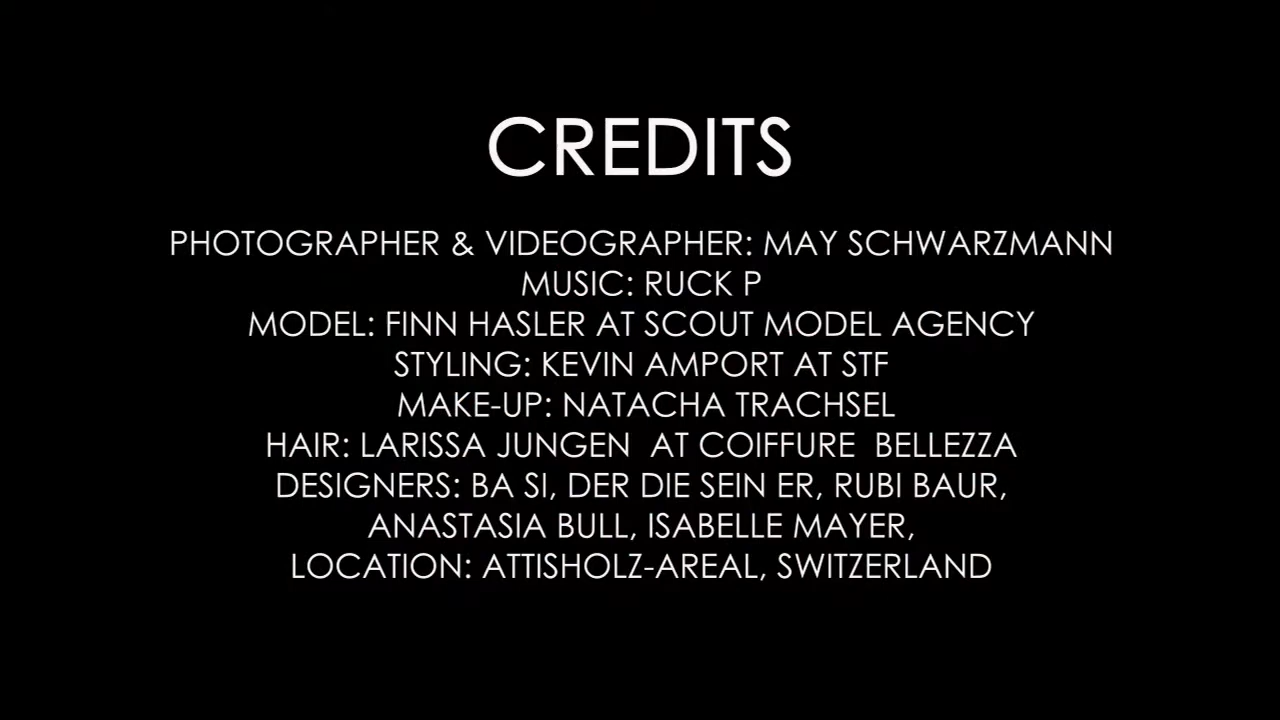 CREDITS
PHOTOGRAPHER & VIDEOGRAPHER: MAY SCHWARZMANN
MUSIC: RUCK P
MODEL: FINN HASLER AT SCOUT MODEL AGENCY
STYLING: KEVIN AMPORT AT STF
MAKE-UP: NATACHA TRACHSEL
HAIR: LARISSA JUNGEN  AT COIFFURE  BELLEZZA
DESIGNERS: BA SI, DER DIE SEIN ER, RUBI BAUR,
ANASTASIA BULL, ISABELLE MAYER,
LOCATION: ATTISHOLZ-AREAL, SWITZERLAND